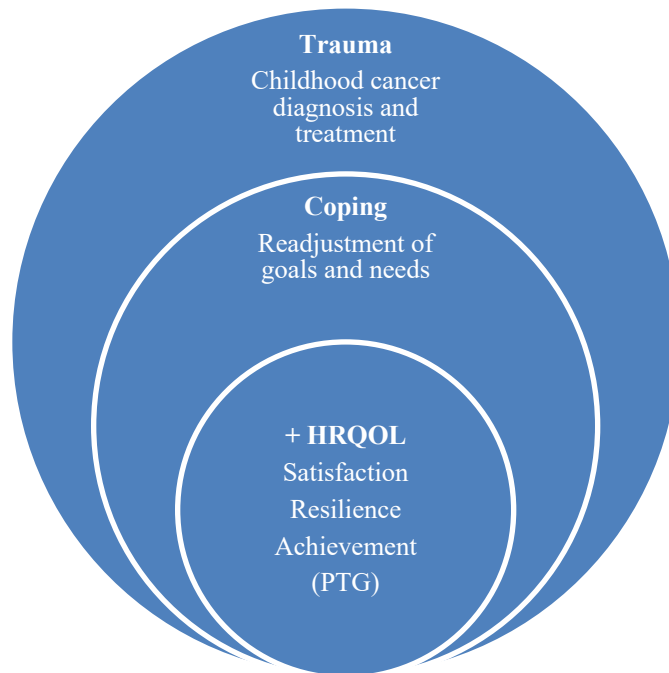 Trauma
Childhood cancer
diagnosis and
treatment
Coping
Readjustment of
goals and needs
+ HRQOL
Satisfaction
Resilience
Achievement
(PTG)